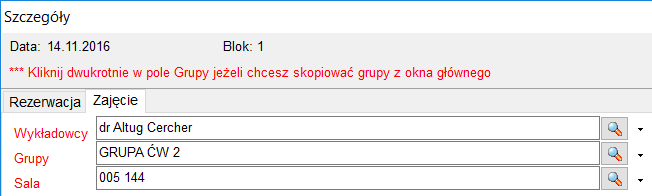 Szczegóły
Data: 14.11.2016 Blok: 1
*** Kliknij dwukrotnie w pole Grupy jeżeli chcesz skopiować grupy z okna głównego
Rezerwacja Zajęcie
Wykładowcy dr Altug Cercher
Grupy GRUPA ĆW 2
Sala 005 144